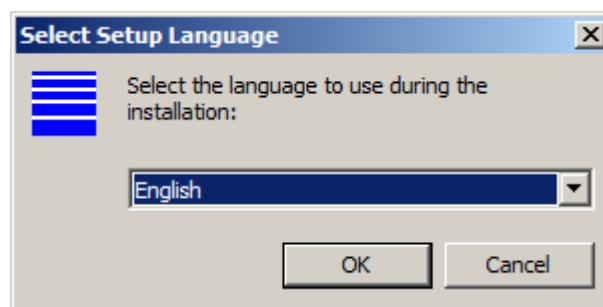 Select Setup Language
Select the language to use during the
installation:
English
OK
Cancel